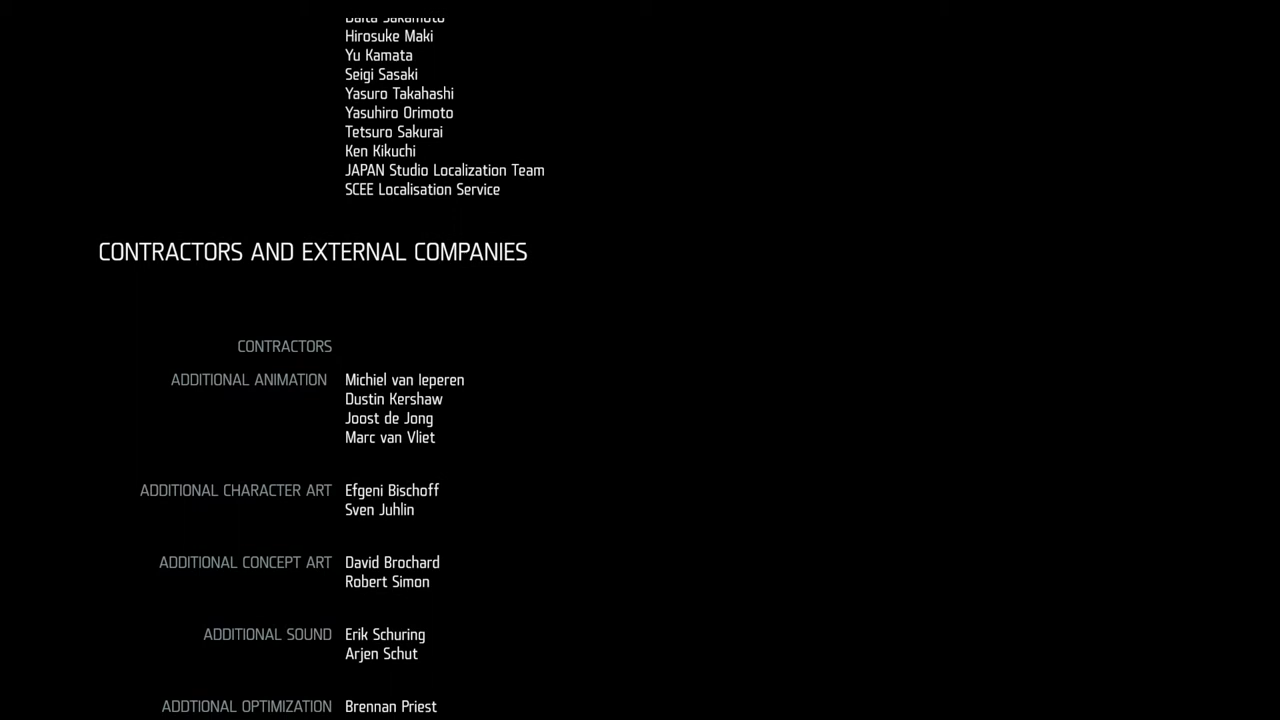 Hirosuke Maki
Yu Kamata
Seigi Sasaki
Yasuro Takahashi
Yasuhiro Orimoto
Tetsuro Sakurai
Ken Kikuchi
JAPAN Studio Localization Team
SCEE Localisation Service
CONTRACTORS AND EXTERNAL COMPANIES
CONTRACTORS
ADDITIONAL ANIMATION Michiel van Ieperen
Dustin Kershaw
Joost de Jong
Marc van Vliet
ADDITIONAL CHARACTER ART Efgeni Bischoff
Sven Juhlin
ADDITIONAL CONCEPT ART David Brochard
Robert Simon
ADDITIONAL SOUND Erik Schuring
Arjen Schut
ADDTIONAL OPTIMIZATION Brennan Priest